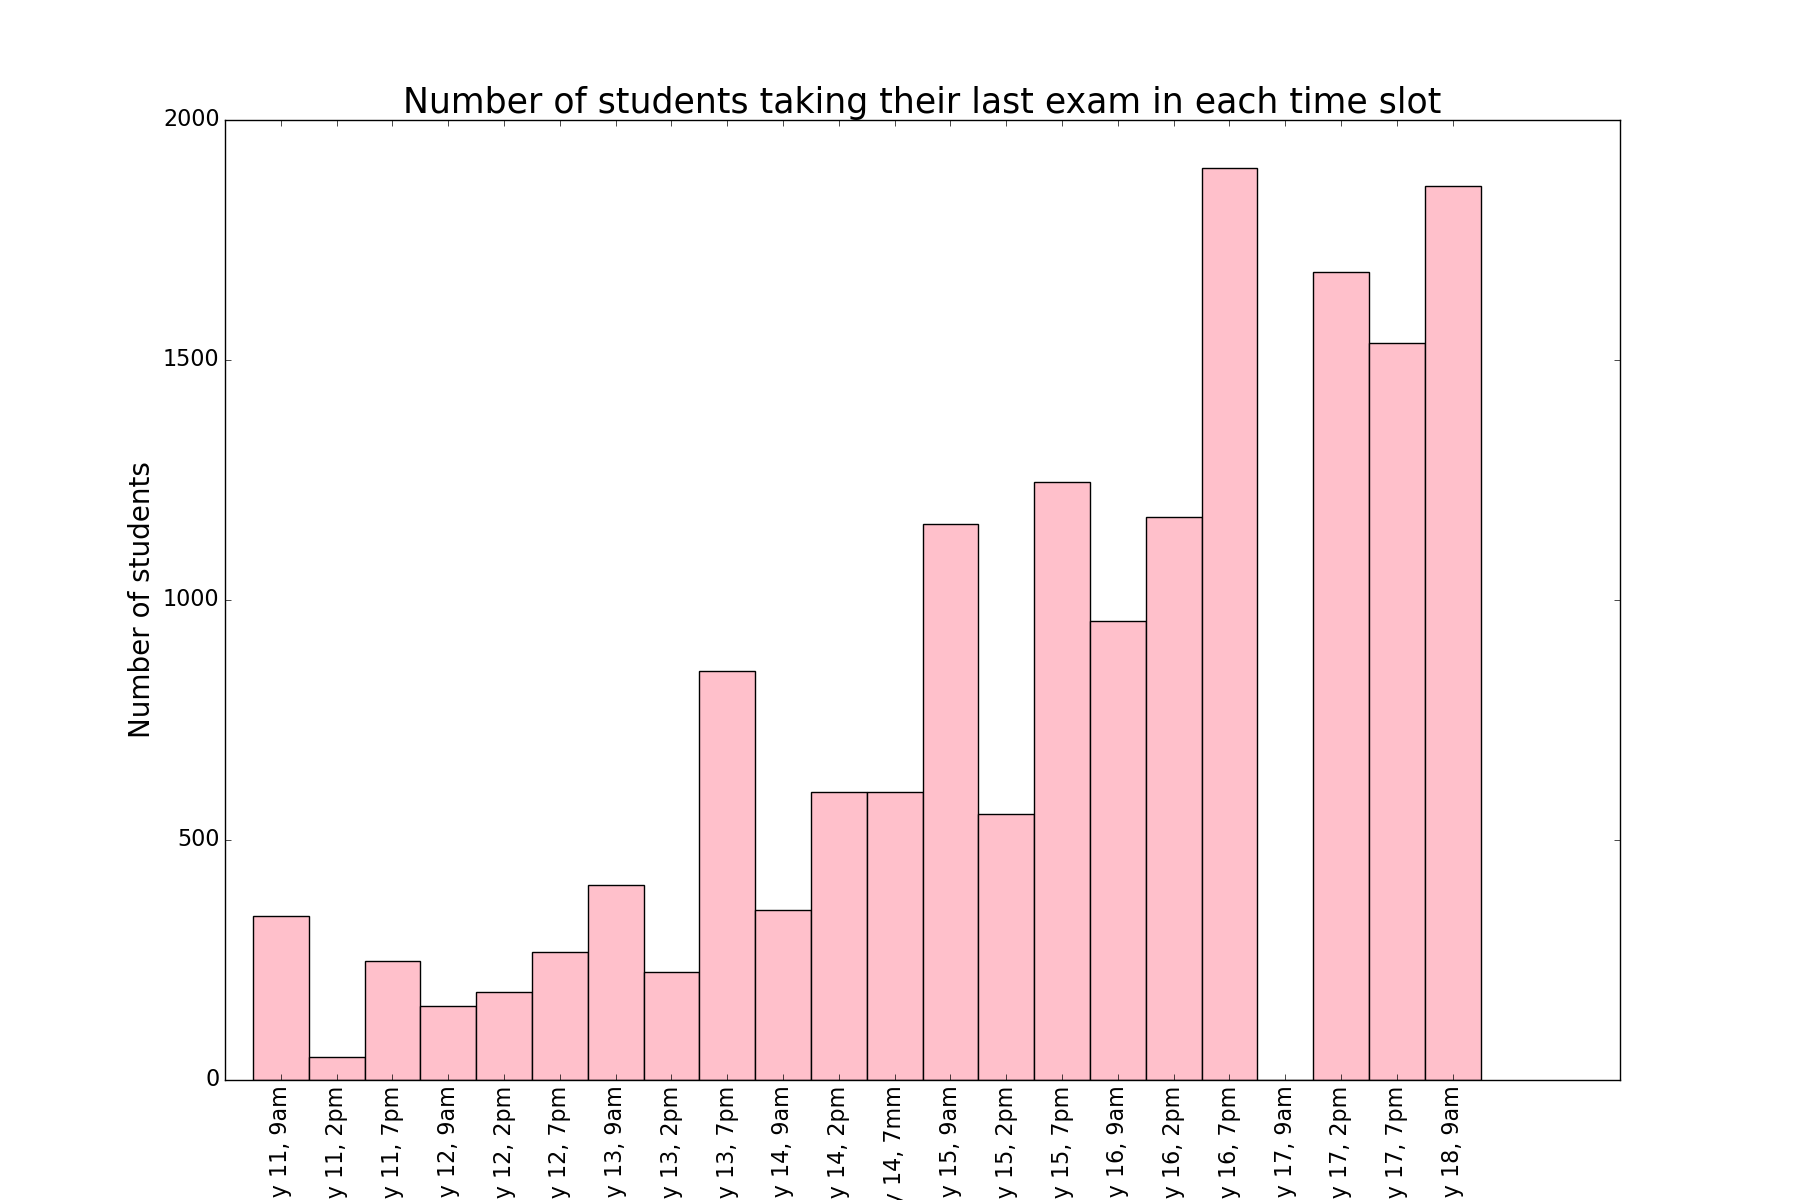 Number of students taking their last exam in each time slot
Number of students
2000
1500
1000
500
0
y 11, 9am
y 11, 2pm
y 11, 7pm
y 12, 9am
y 12, 2pm
y 12, 7pm
y 13, 9am
y 13, 2pm
y 13, 7pm
y 14, 9am
y 14, 2pm
y 14, 7mm
y 15, 9am
y 15, 2pm
y 15, 7pm
y 16, 9am
y 16, 2pm
y 16, 7pm
y 17, 9am
y 17, 2pm
y 17, 7pm
y 18, 9am